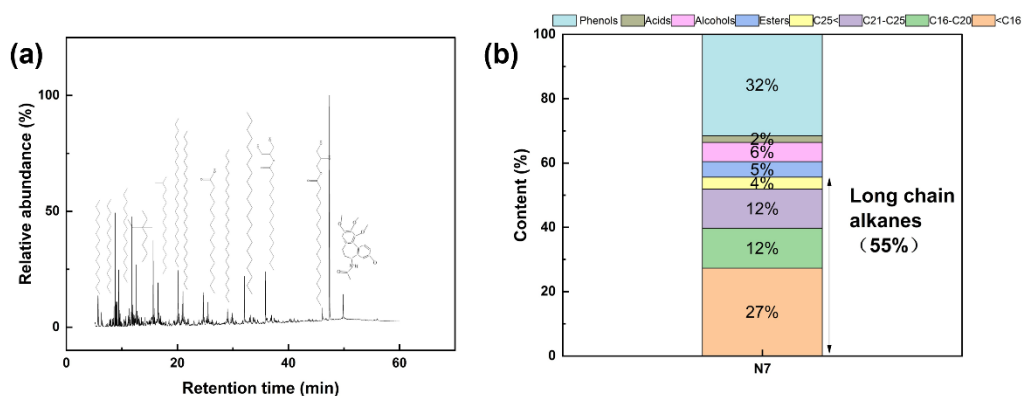 (a)
Relative abundance (%)
100
50
0
0
20
40
60
Retention time (min)
(b)
Phenols Acids Alcohols Esters C25< C21-C25 C16-C20 <C16
Content (%)
100
80
60
40
20
0
32%
2%
6%
5%
4%
12%
12%
27%
Long chain
alkanes
(55%)
N7